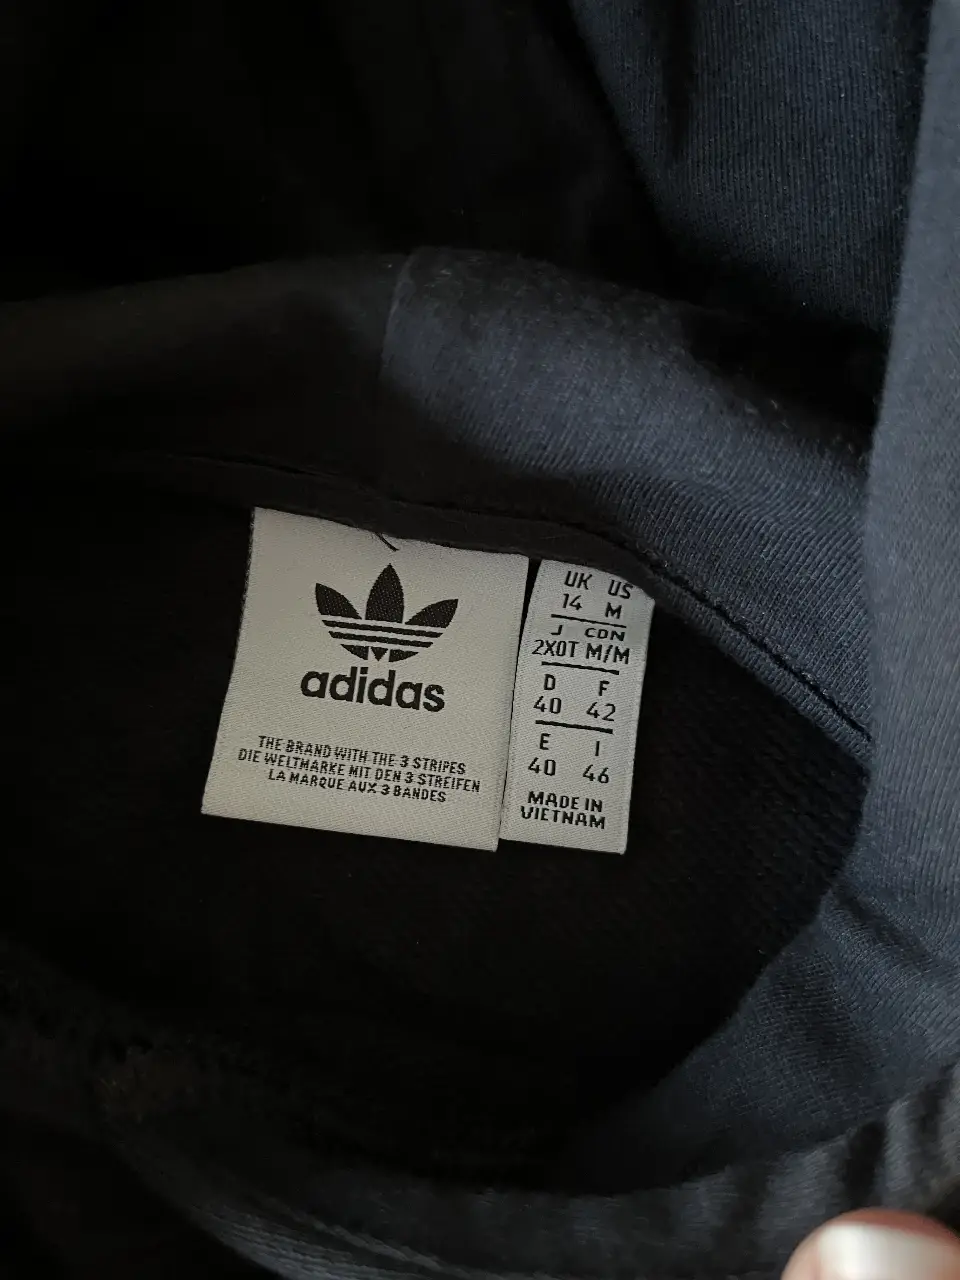 adidas
THE BRAND WITH THE 3 STRIPES
DIE WELTMARKE MIT DEN 3 STREIFEN
LA MARQUE AUX 3 BANDES
UK US
14 M
J CDN
2XOT M/M
D F
40 42
E I
40 46
MADE IN
VIETNAM